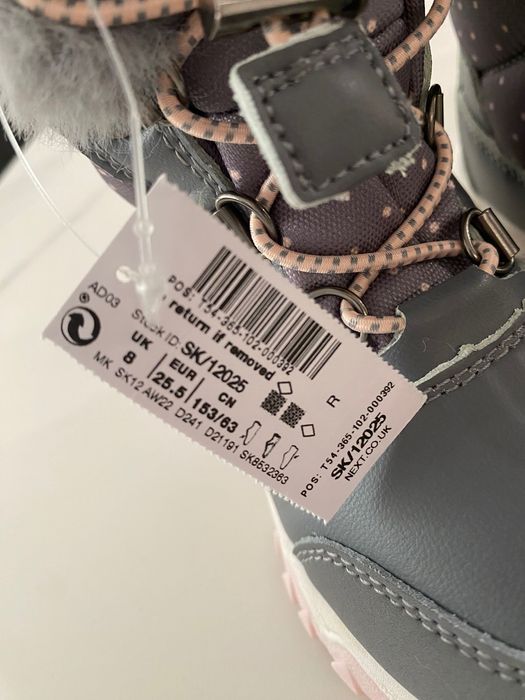 AD03
POS: T54-365-102-000392
return if removed
Stock ID: SK/12025
UK EUR CN
8 25.5 153/63
MK SK12 AW22 D241 D21191 SK8532363
R
POS: T54-365-102-000392
SK/12025
NEXT.CO.UK